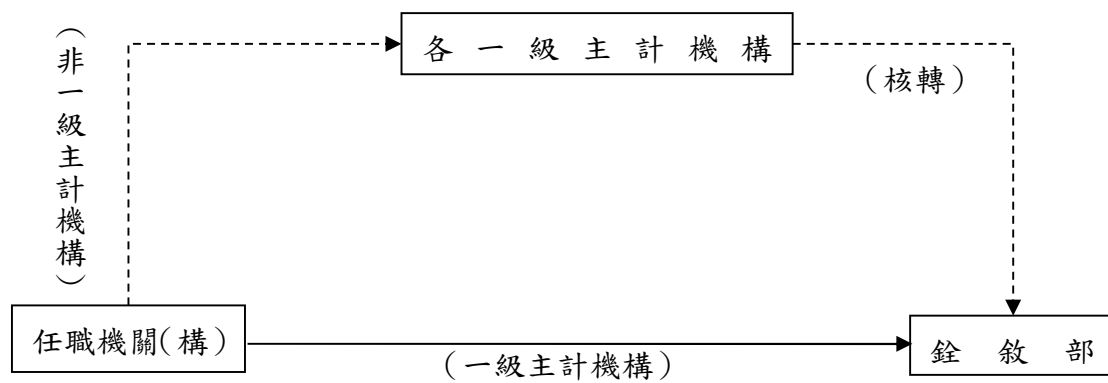 （非一級主計機構）
各一級主計機構
（核轉）
任職機關(構)
（一級主計機構）
銓敘部